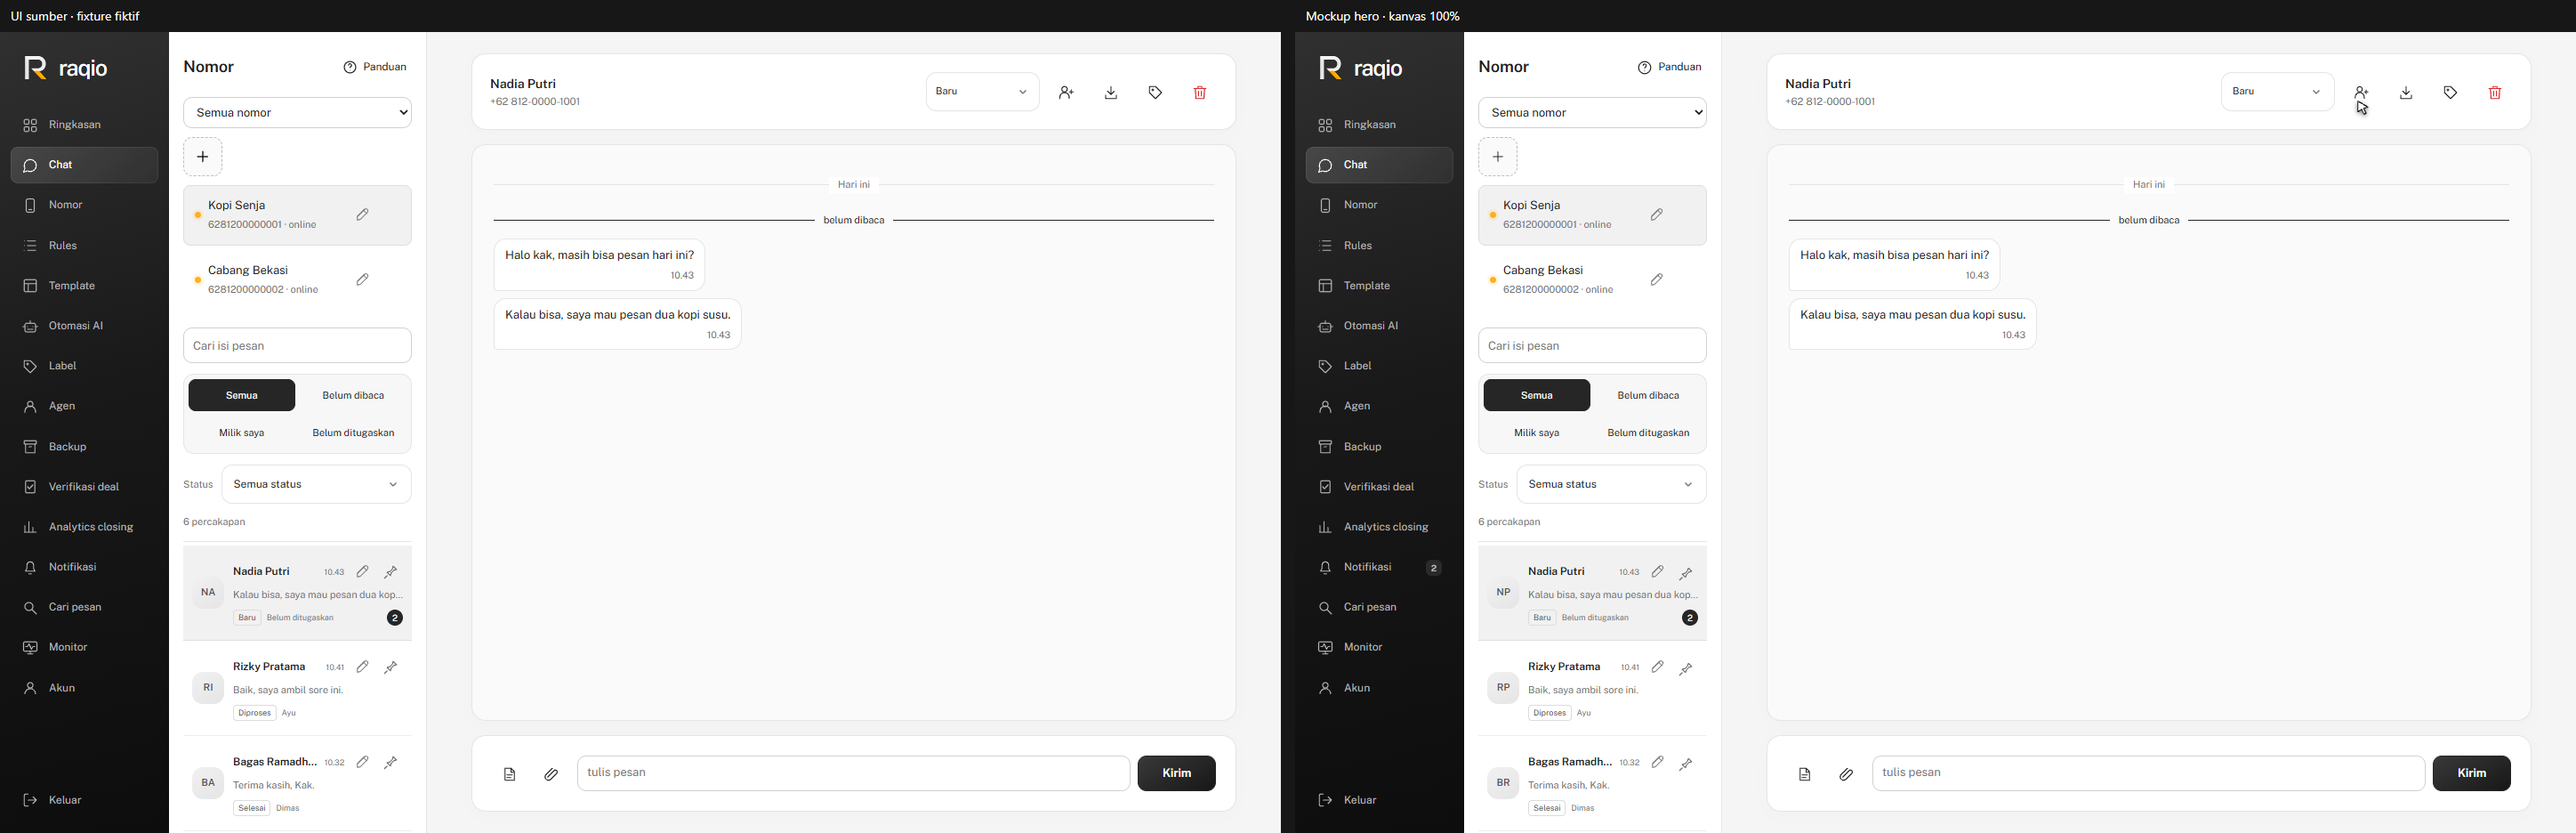 UI sumber · fixture fiktif
raqio
Ringkasan
Chat
Nomor
Rules
Template
Otomasi AI
Label
Agen
Backup
Verifikasi deal
Analytics closing
Notifikasi
Cari pesan
Monitor
Akun
Keluar
Nomor
Panduan
Semua nomor
+
Kopi Senja
6281200000001 · online
Cabang Bekasi
6281200000002 · online
Cari isi pesan
Semua
Belum dibaca
Milik saya
Belum ditugaskan
Status
Semua status
6 percakapan
NA
Nadia Putri
10.43
Kalau bisa, saya mau pesan dua kop...
Baru
Belum ditugaskan
2
RI
Rizky Pratama
10.41
Baik, saya ambil sore ini.
Diproses
Ayu
BA
Bagas Ramadh...
10.32
Terima kasih, Kak.
Selesai
Dimas
Nadia Putri
+62 812-0000-1001
Baru
Hari ini
belum dibaca
Halo kak, masih bisa pesan hari ini?
10.43
Kalau bisa, saya mau pesan dua kopi susu.
10.43
tulis pesan
Kirim
Mockup hero · kanvas 100%
raqio
Ringkasan
Chat
Nomor
Rules
Template
Otomasi AI
Label
Agen
Backup
Verifikasi deal
Analytics closing
Notifikasi
2
Cari pesan
Monitor
Akun
Keluar
Nomor
Panduan
Semua nomor
+
Kopi Senja
6281200000001 · online
Cabang Bekasi
6281200000002 · online
Cari isi pesan
Semua
Belum dibaca
Milik saya
Belum ditugaskan
Status
Semua status
6 percakapan
NP
Nadia Putri
10.43
Kalau bisa, saya mau pesan dua kop...
Baru
Belum ditugaskan
2
RP
Rizky Pratama
10.41
Baik, saya ambil sore ini.
Diproses
Ayu
BR
Bagas Ramadh...
10.32
Terima kasih, Kak.
Selesai
Dimas
Nadia Putri
+62 812-0000-1001
Baru
Hari ini
belum dibaca
Halo kak, masih bisa pesan hari ini?
10.43
Kalau bisa, saya mau pesan dua kopi susu.
10.43
tulis pesan
Kirim